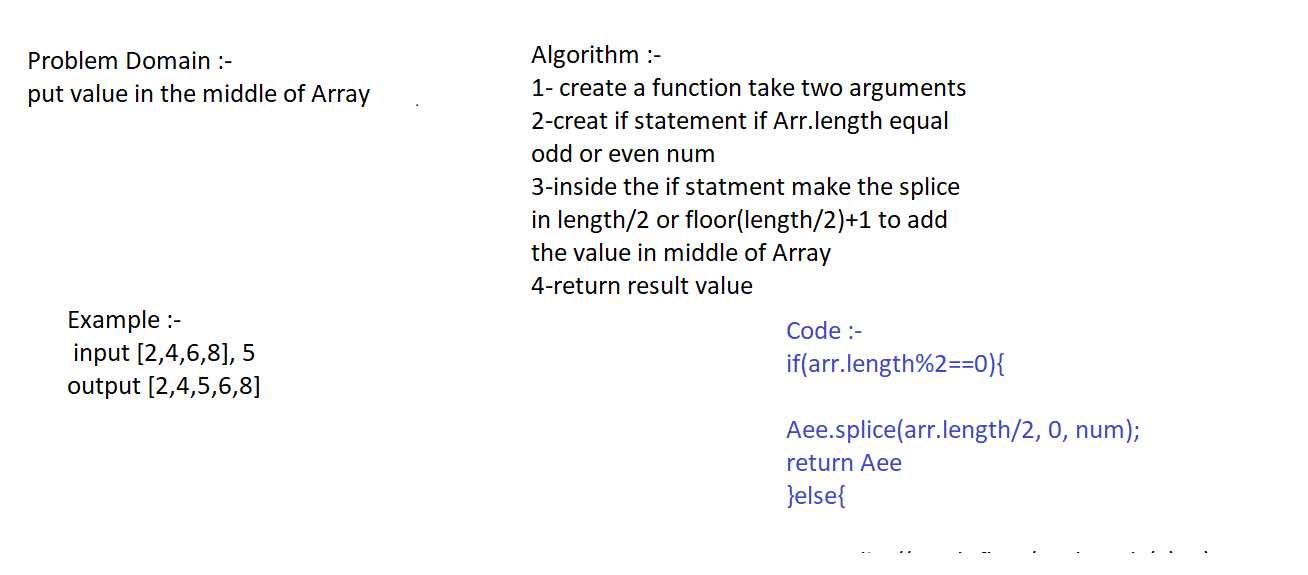 Problem Domain :-
put value in the middle of Array
Algorithm :-
1- create a function take two arguments
2-creat if statement if Arr.length equal
odd or even num
3-inside the if statment make the splice
in length/2 or floor(length/2)+1 to add
the value in middle of Array
4-return result value
Example :-
input [2,4,6,8], 5
output [2,4,5,6,8]
Code :-
if(arr.length%2==0){
Aee.splice(arr.length/2, 0, num);
return Aee
}else{